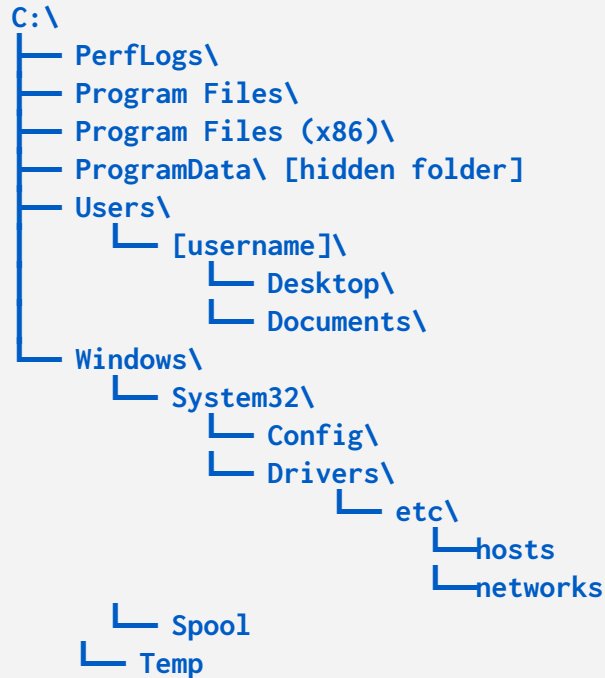 C:\
PerfLogs\
Program Files\
Program Files (x86)\
ProgramData\ [hidden folder]
Users\
[username]\
Desktop\
Documents\
Windows\
System32\
Config\
Drivers\
etc\
hosts
networks
Spool
Temp